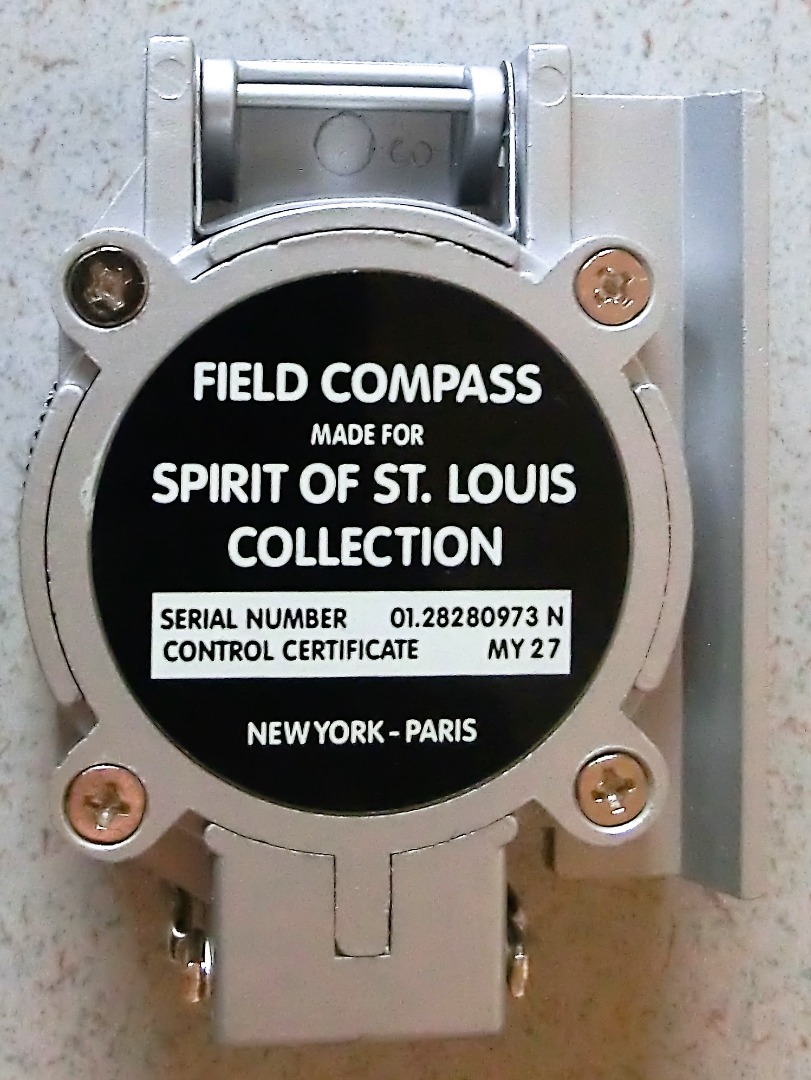 FIELD COMPASS
MADE FOR
SPIRIT OF ST. LOUIS
COLLECTION
SERIAL NUMBER 01.28280973 N
CONTROL CERTIFICATE MY 27
NEW YORK - PARIS